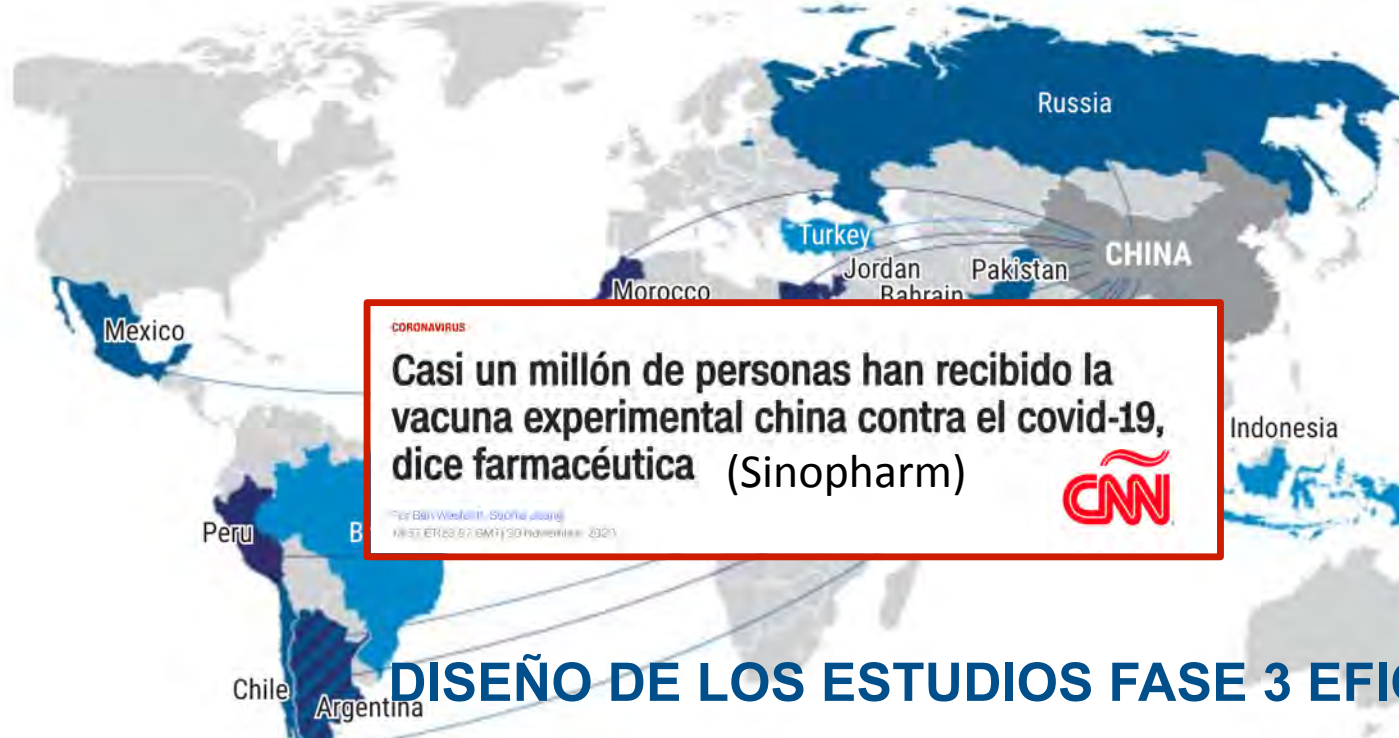 Russia
Turkey
CHINA
Jordan
Pakistan
Morocco
Bahrain
Mexico
CORONAVIRUS
Casi un millón de personas han recibido la
vacuna experimental china contra el covid-19,
dice farmacéutica (Sinopharm)
CNN
Indonesia
Peru
B
Chile
Argentina
DISEÑO DE LOS ESTUDIOS FASE 3 EFIC